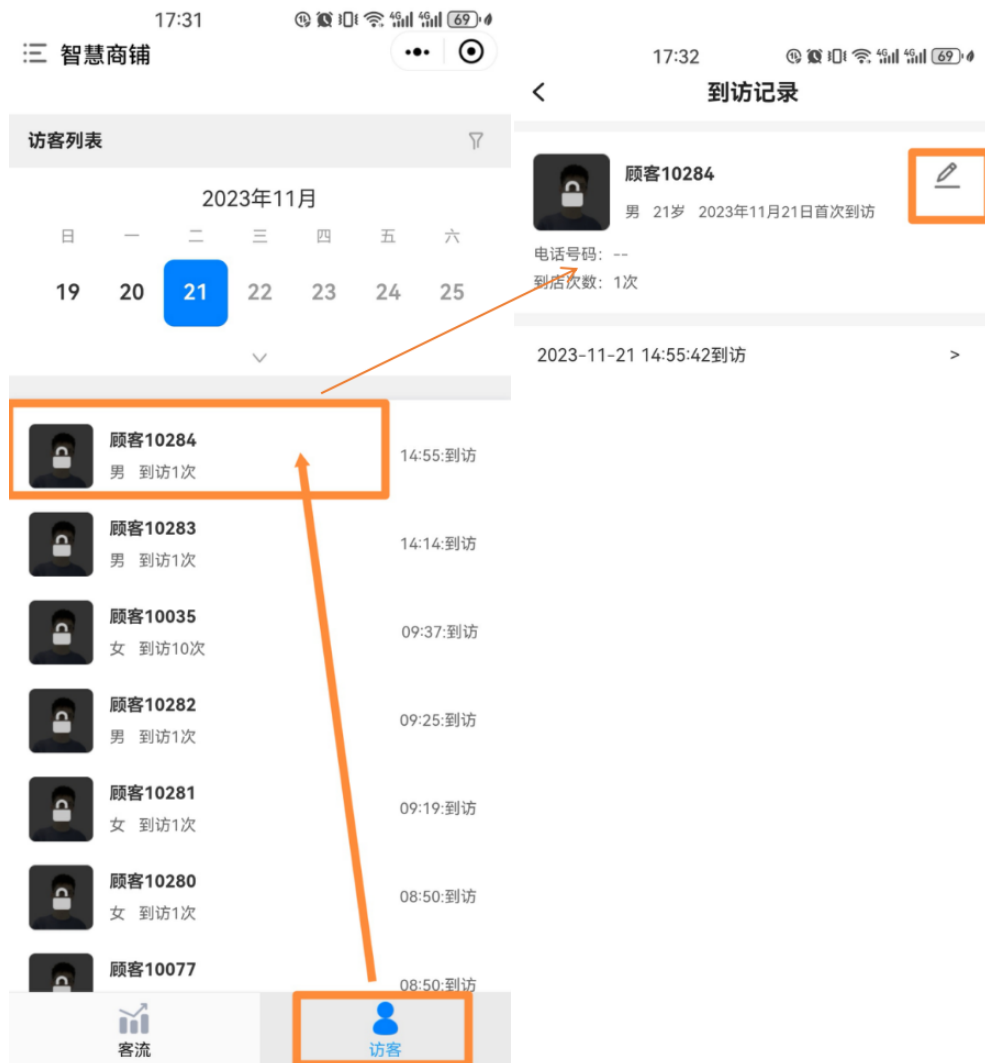 17:31
4G 4G 69
智慧商铺
访客列表
2023年11月
日 一 二 三 四 五 六
19 20 21 22 23 24 25
顾客10284
男 到访1次
14:55:到访
顾客10283
男 到访1次
14:14:到访
顾客10035
女 到访10次
09:37:到访
顾客10282
男 到访1次
09:25:到访
顾客10281
女 到访1次
09:19:到访
顾客10280
女 到访1次
08:50:到访
顾客10077
08:50:到访
客流
访客
17:32
4G 4G 69
到访记录
顾客10284
男 21岁 2023年11月21日首次到访
电话号码: --
到店次数: 1次
2023-11-21 14:55:42到访 >